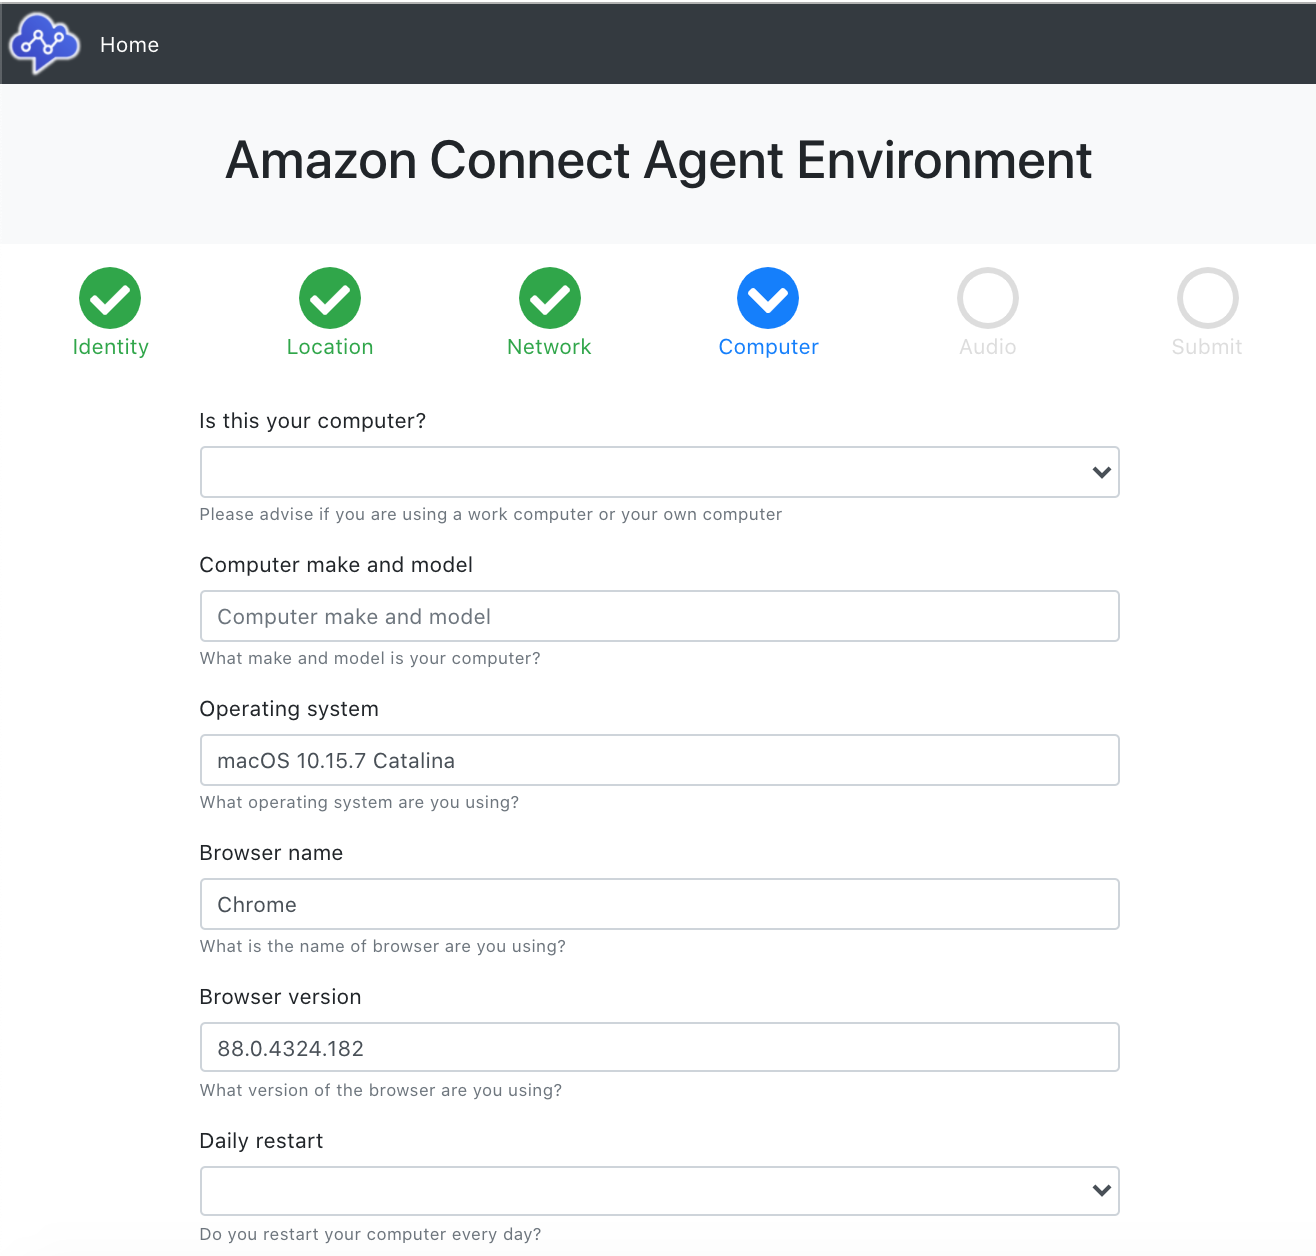 Home
Amazon Connect Agent Environment
Identity
Location
Network
Computer
Audio
Submit
Is this your computer?
Please advise if you are using a work computer or your own computer
Computer make and model
Computer make and model
What make and model is your computer?
Operating system
macOS 10.15.7 Catalina
What operating system are you using?
Browser name
Chrome
What is the name of browser are you using?
Browser version
88.0.4324.182
What version of the browser are you using?
Daily restart
Do you restart your computer every day?